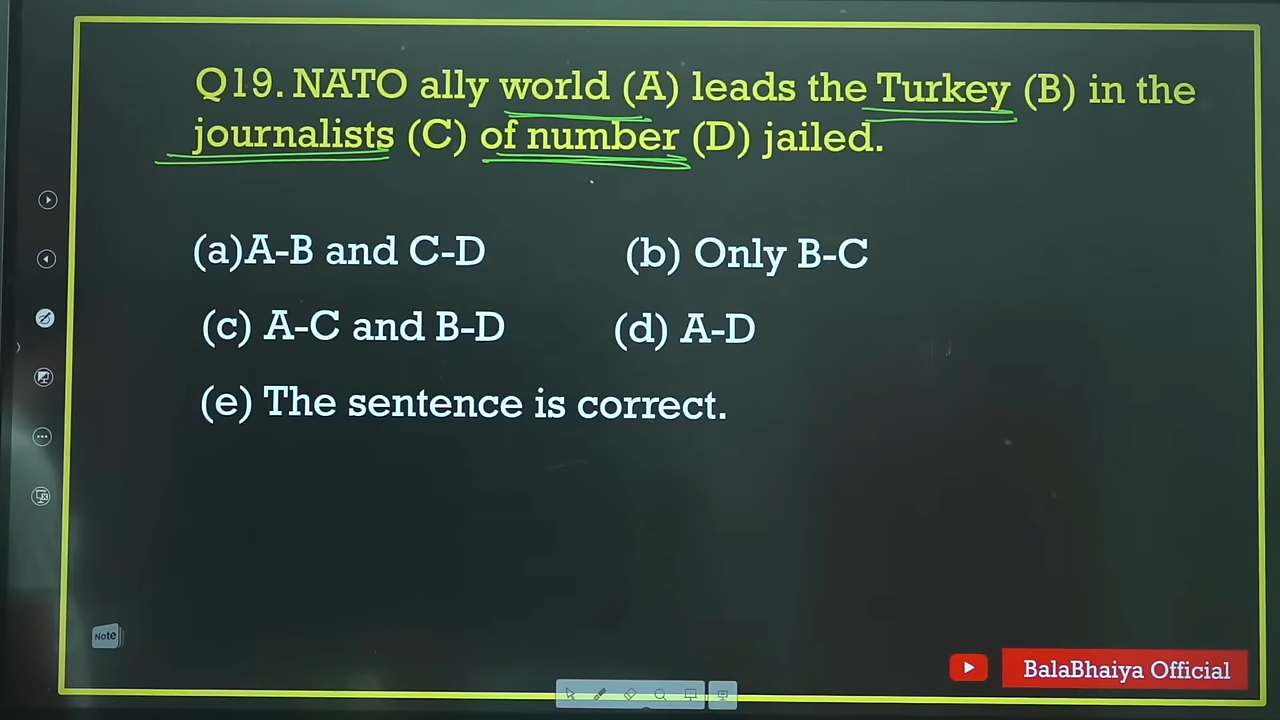 Q19. NATO ally world (A) leads the Turkey (B) in the
journalists (C) of number (D) jailed.
(a)A-B and C-D (b) Only B-C
(c) A-C and B-D (d) A-D
(e) The sentence is correct.
Note
BalaBhaiya Official